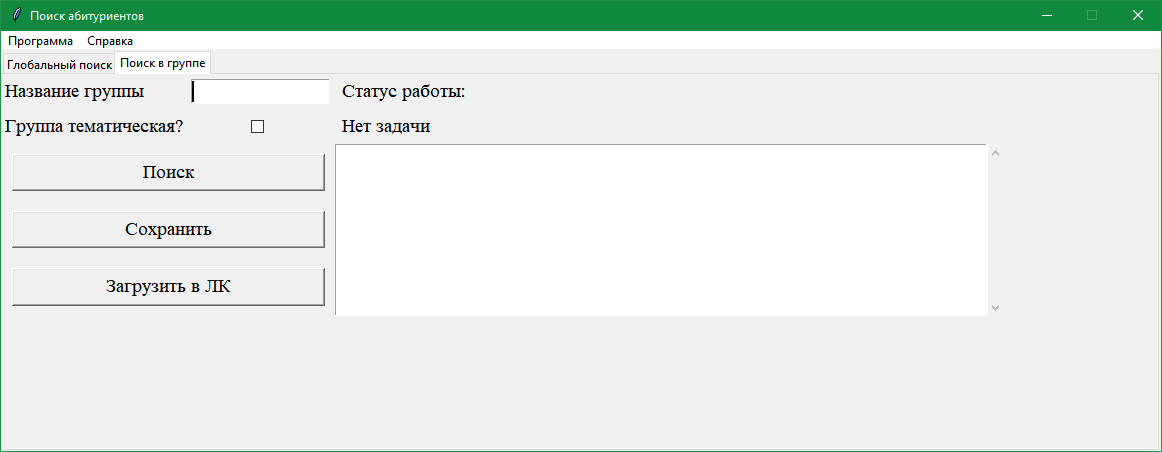 Поиск абитуриентов
Программа Справка
Глобальный поиск Поиск в группе
Название группы Статус работы:
Группа тематическая? Нет задачи
Поиск
Сохранить
Загрузить в ЛК